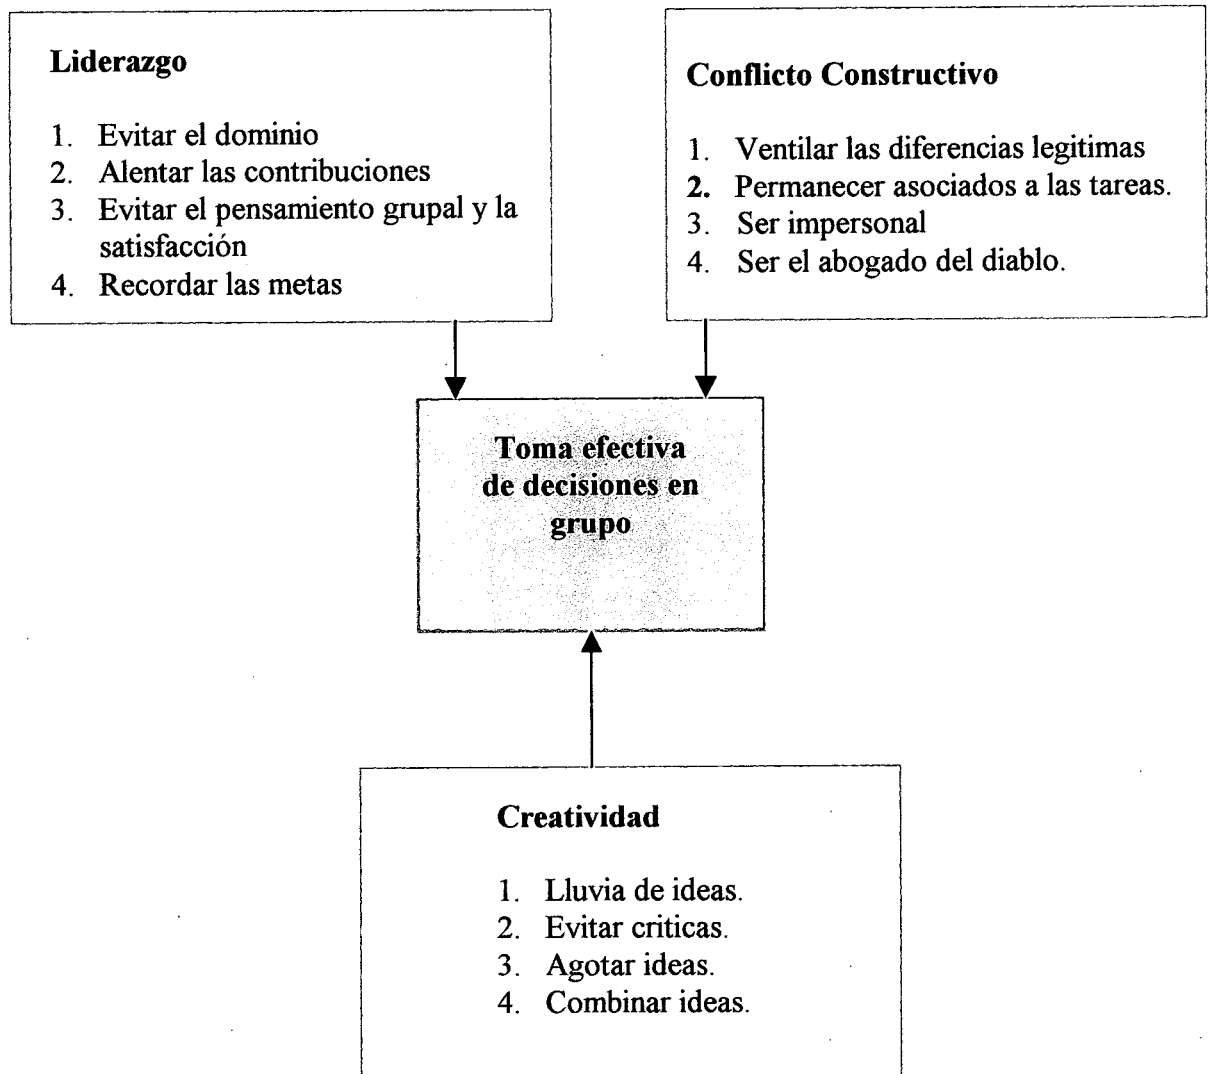 Liderazgo
1. Evitar el dominio
2. Alentar las contribuciones
3. Evitar el pensamiento grupal y la
satisfacción
4. Recordar las metas
Conflicto Constructivo
1. Ventilar las diferencias legitimas
2. Permanecer asociados a las tareas.
3. Ser impersonal
4. Ser el abogado del diablo.
Toma efectiva
de decisiones en
grupo
Creatividad
1. Lluvia de ideas.
2. Evitar criticas.
3. Agotar ideas.
4. Combinar ideas.